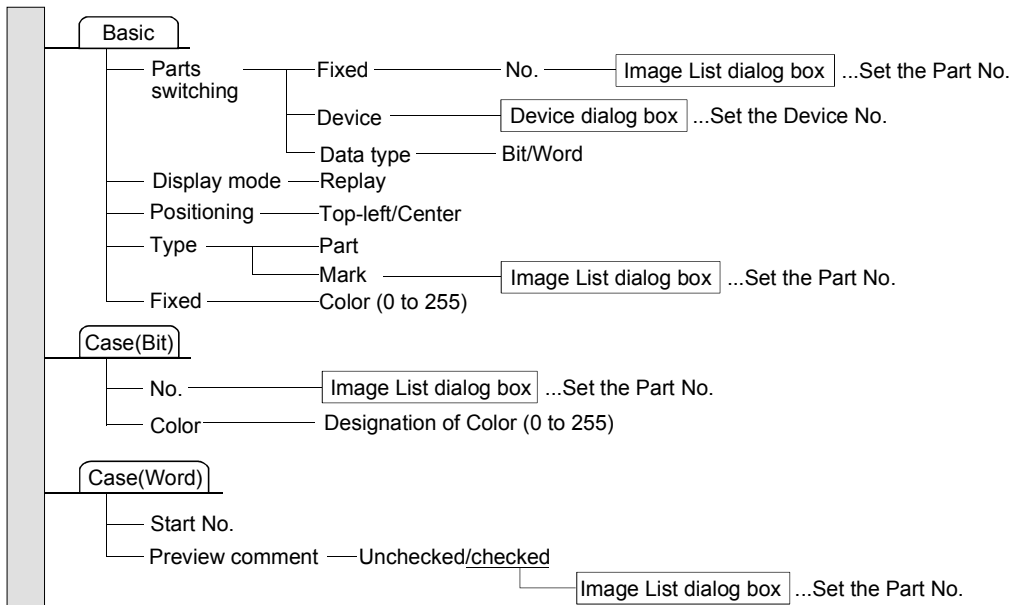 Basic
Parts switching Fixed No. Image List dialog box ...Set the Part No.
Device Device dialog box ...Set the Device No.
Data type Bit/Word
Display mode Replay
Positioning Top-left/Center
Type Part
Mark Image List dialog box ...Set the Part No.
Fixed Color (0 to 255)
Case(Bit)
No. Image List dialog box ...Set the Part No.
Color Designation of Color (0 to 255)
Case(Word)
Start No.
Preview comment Unchecked/checked
Image List dialog box ...Set the Part No.